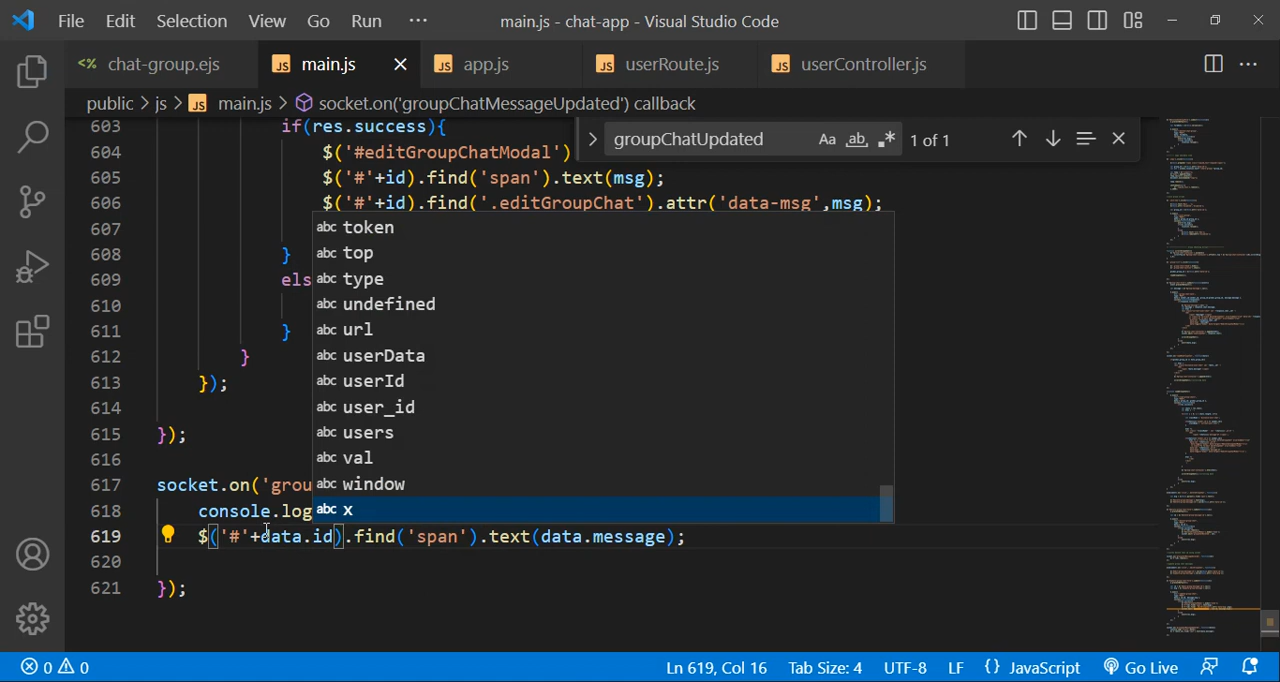 File Edit Selection View Go Run ··· main.js - chat-app - Visual Studio Code
<% chat-group.ejs JS main.js JS app.js JS userRoute.js JS userController.js
public > js > JS main.js > socket.on('groupChatMessageUpdated') callback
groupChatUpdated Aa ab 1 of 1
603 if(res.success){
604 $('#editGroupChatModal')
605 $('#'+id).find('span').text(msg);
606 $('#'+id).find('.editGroupChat').attr('data-msg',msg);
607
608 }
609 els
610
611 }
612 }
613 });
614
615 });
616
617 socket.on('grou
618 console.log
619 $('#'+data.id).find('span').text(data.message);
620
621 });
abc token
abc top
abc type
abc undefined
abc url
abc userData
abc userId
abc user_id
abc users
abc val
abc window
abc x
0 0 Ln 619, Col 16 Tab Size: 4 UTF-8 LF {} JavaScript Go Live